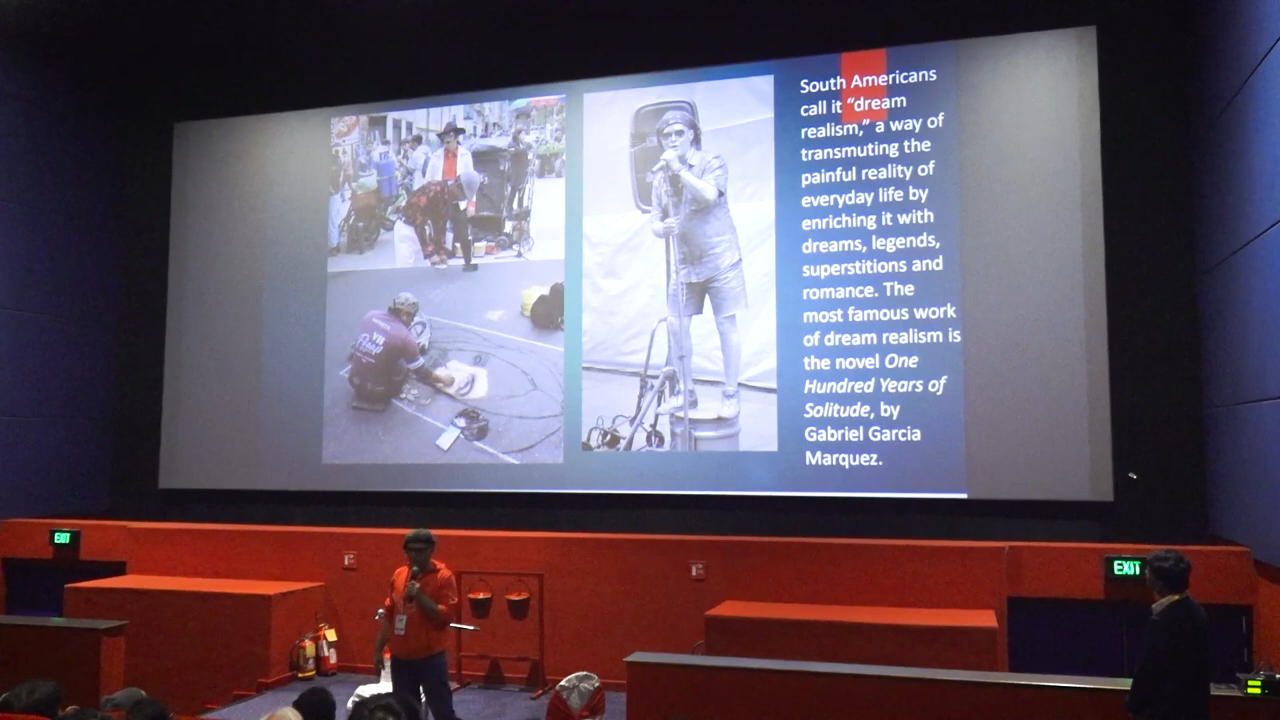 South Americans
call it “dream
realism,” a way of
transmuting the
painful reality of
everyday life by
enriching it with
dreams, legends,
superstitions and
romance. The
most famous work
of dream realism is
the novel One
Hundred Years of
Solitude, by
Gabriel Garcia
Marquez.
EXIT
EXIT